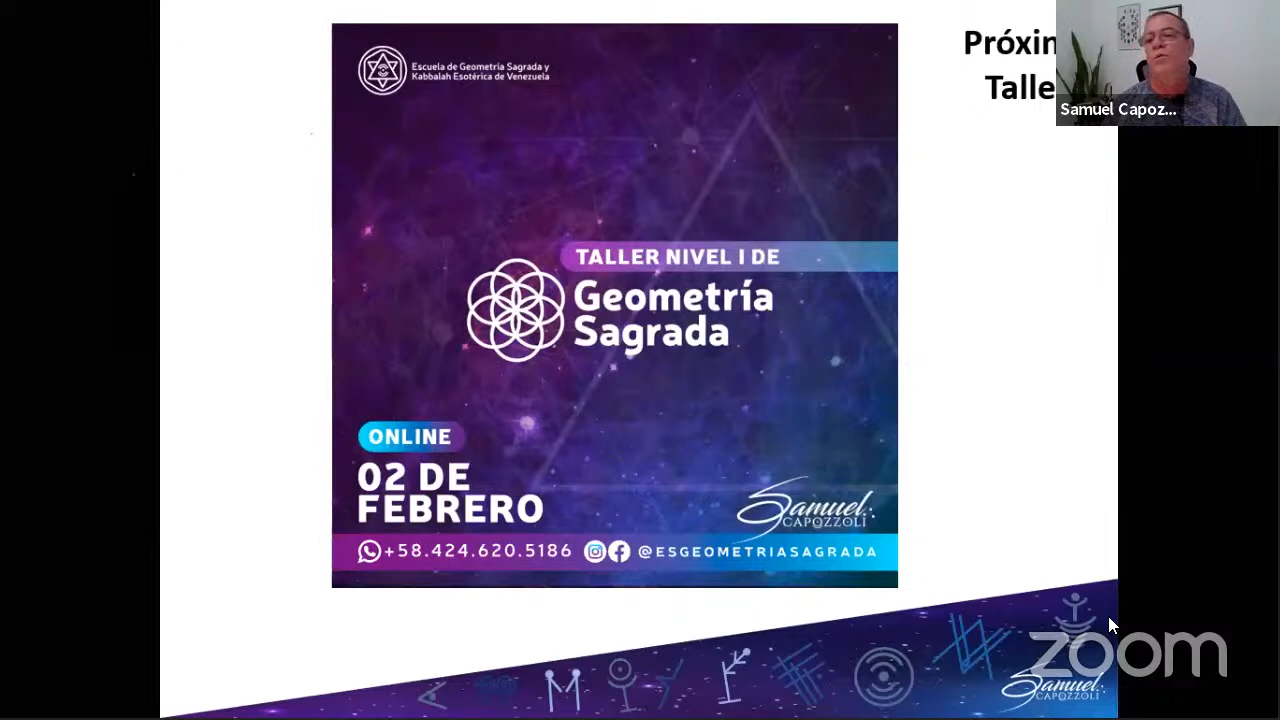 Escuela de Geometría Sagrada y
Kabbalah Esotérica de Venezuela
Próxim
Talle
Samuel Capoz...
TALLER NIVEL I DE
Geometría
Sagrada
ONLINE
02 DE
FEBRERO
Samuel
CAPOZZOLI
+58.424.620.5186 @ESGEOMETRIASAGRADA
zoom
Samuel
CAPOZZOLI